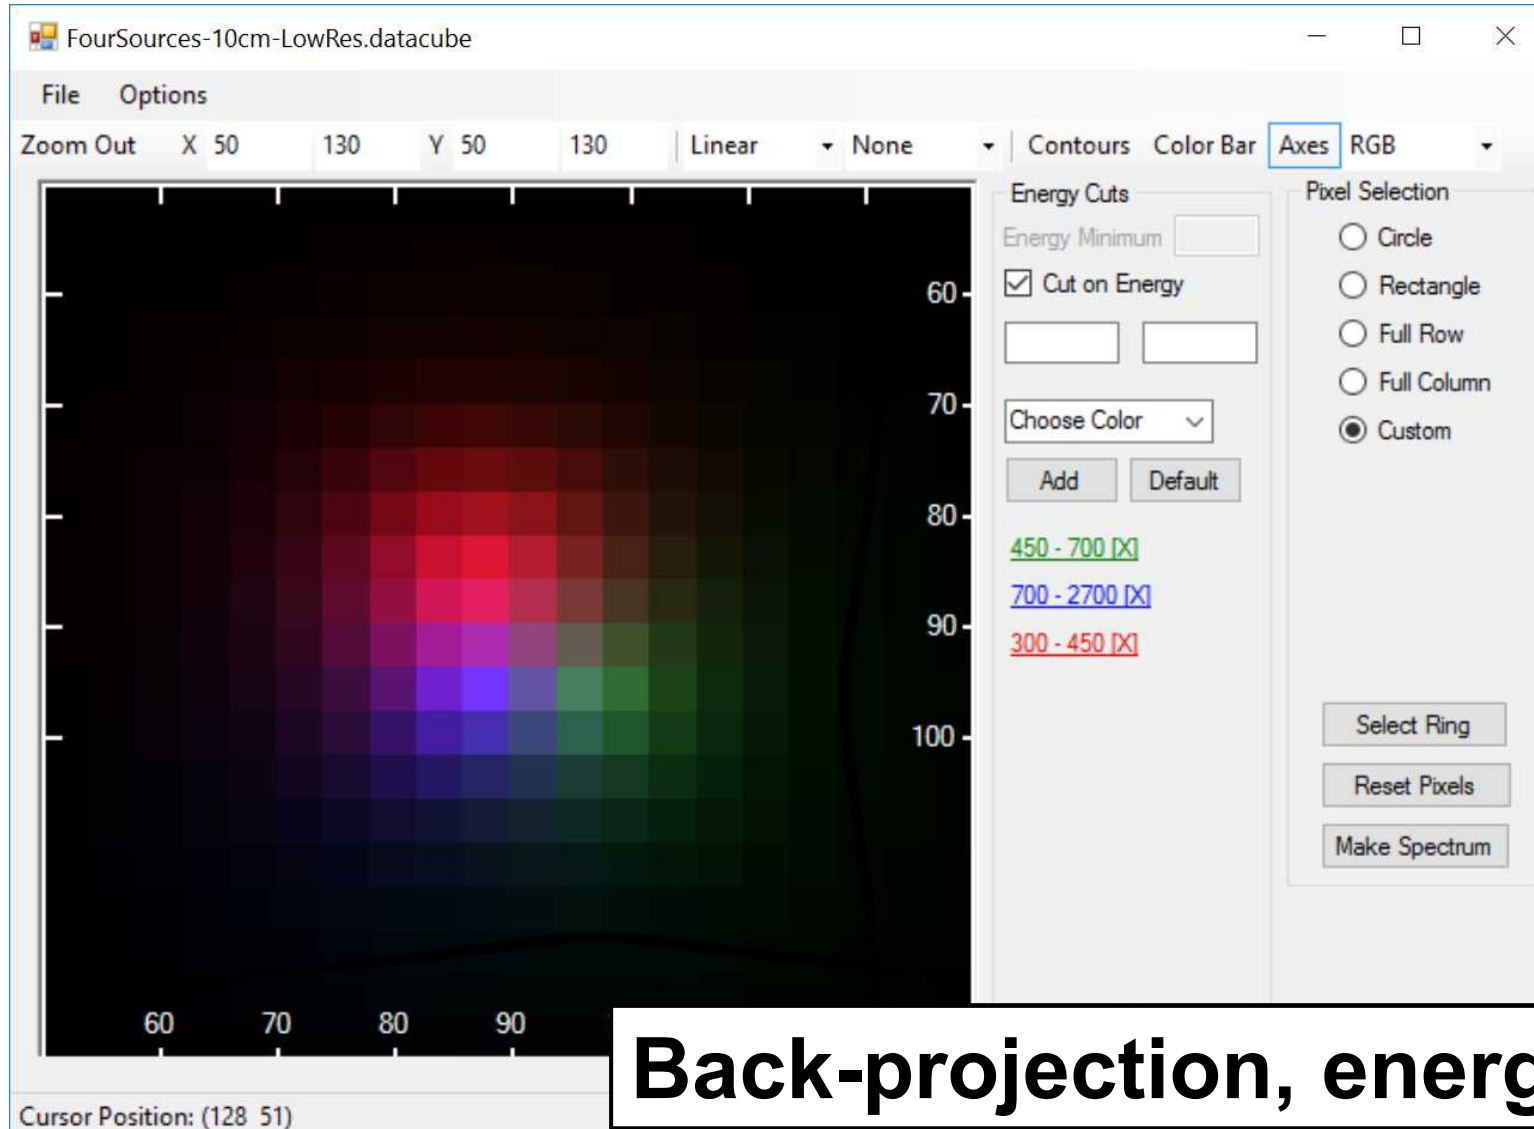 FourSources-10cm-LowRes.datacube
File Options
Zoom Out X 50 130 Y 50 130 Linear None Contours Color Bar Axes RGB
Energy Cuts
Energy Minimum
Cut on Energy
Choose Color
Add Default
450 - 700 [X]
700 - 2700 [X]
300 - 450 [X]
Pixel Selection
Circle
Rectangle
Full Row
Full Column
Custom
Select Ring
Reset Pixels
Make Spectrum
60
70
80
90
100
60 70 80 90
Back-projection, energ
Cursor Position: (128 51)